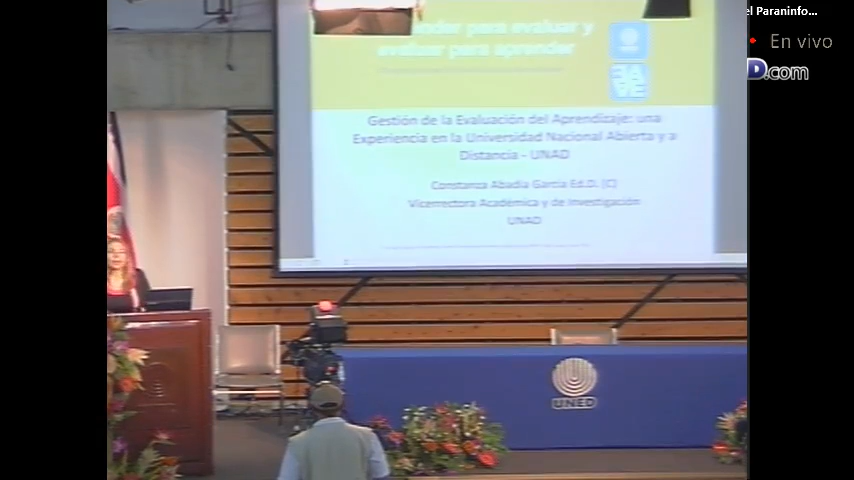 el Paraninfo...
En vivo
D.com
nder para evaluar y
evaluar para aprender
Gestión de la Evaluación del Aprendizaje: una
Experiencia en la Universidad Nacional Abierta y a
Distancia - UNAD
Constanza Abadía García Ed.D. (C)
Vicerrectora Académica y de Investigación
UNAD
UNED